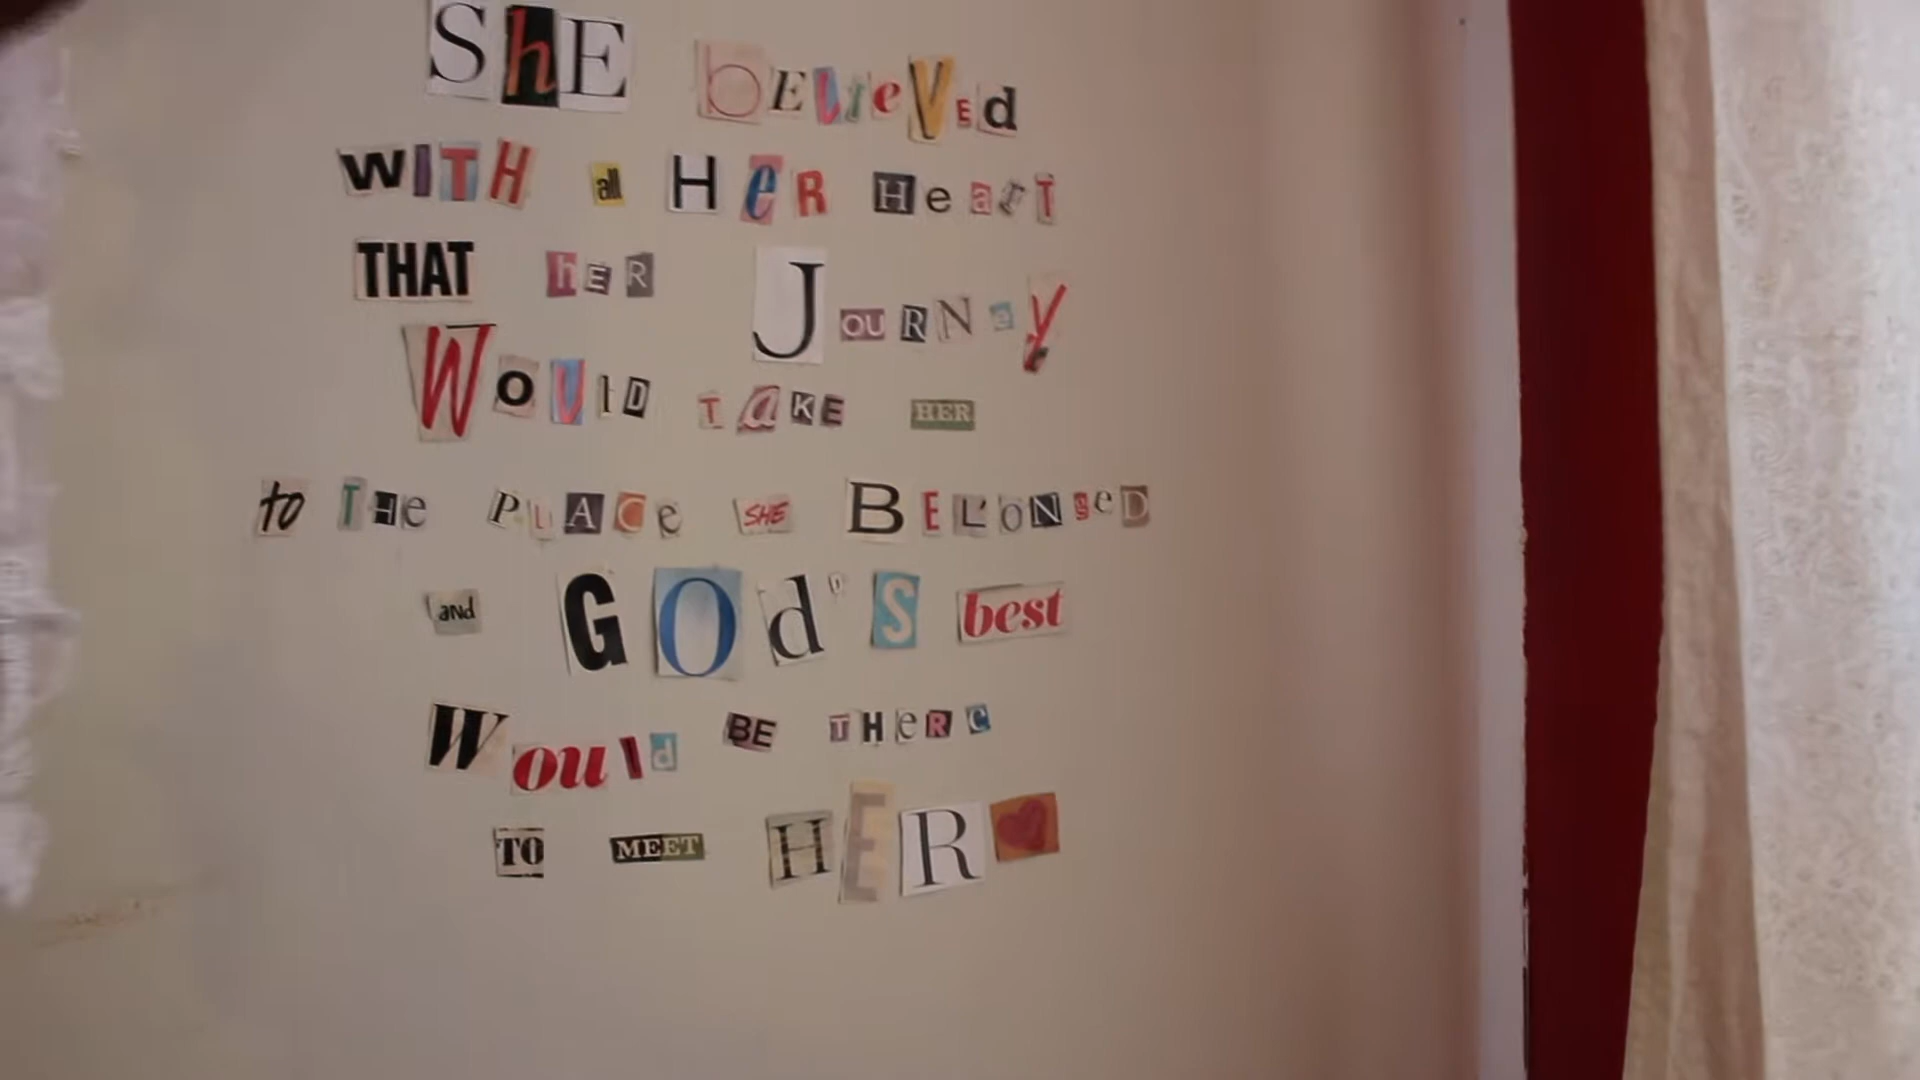 ShE bELieVEd
WITH all HER HearT
THAT hER JOURNeY
WOUlD TaKE HER
to THe PLACe SHE BELONgeD
and GOd'S best
Would BE THeRe
TO MEET HER